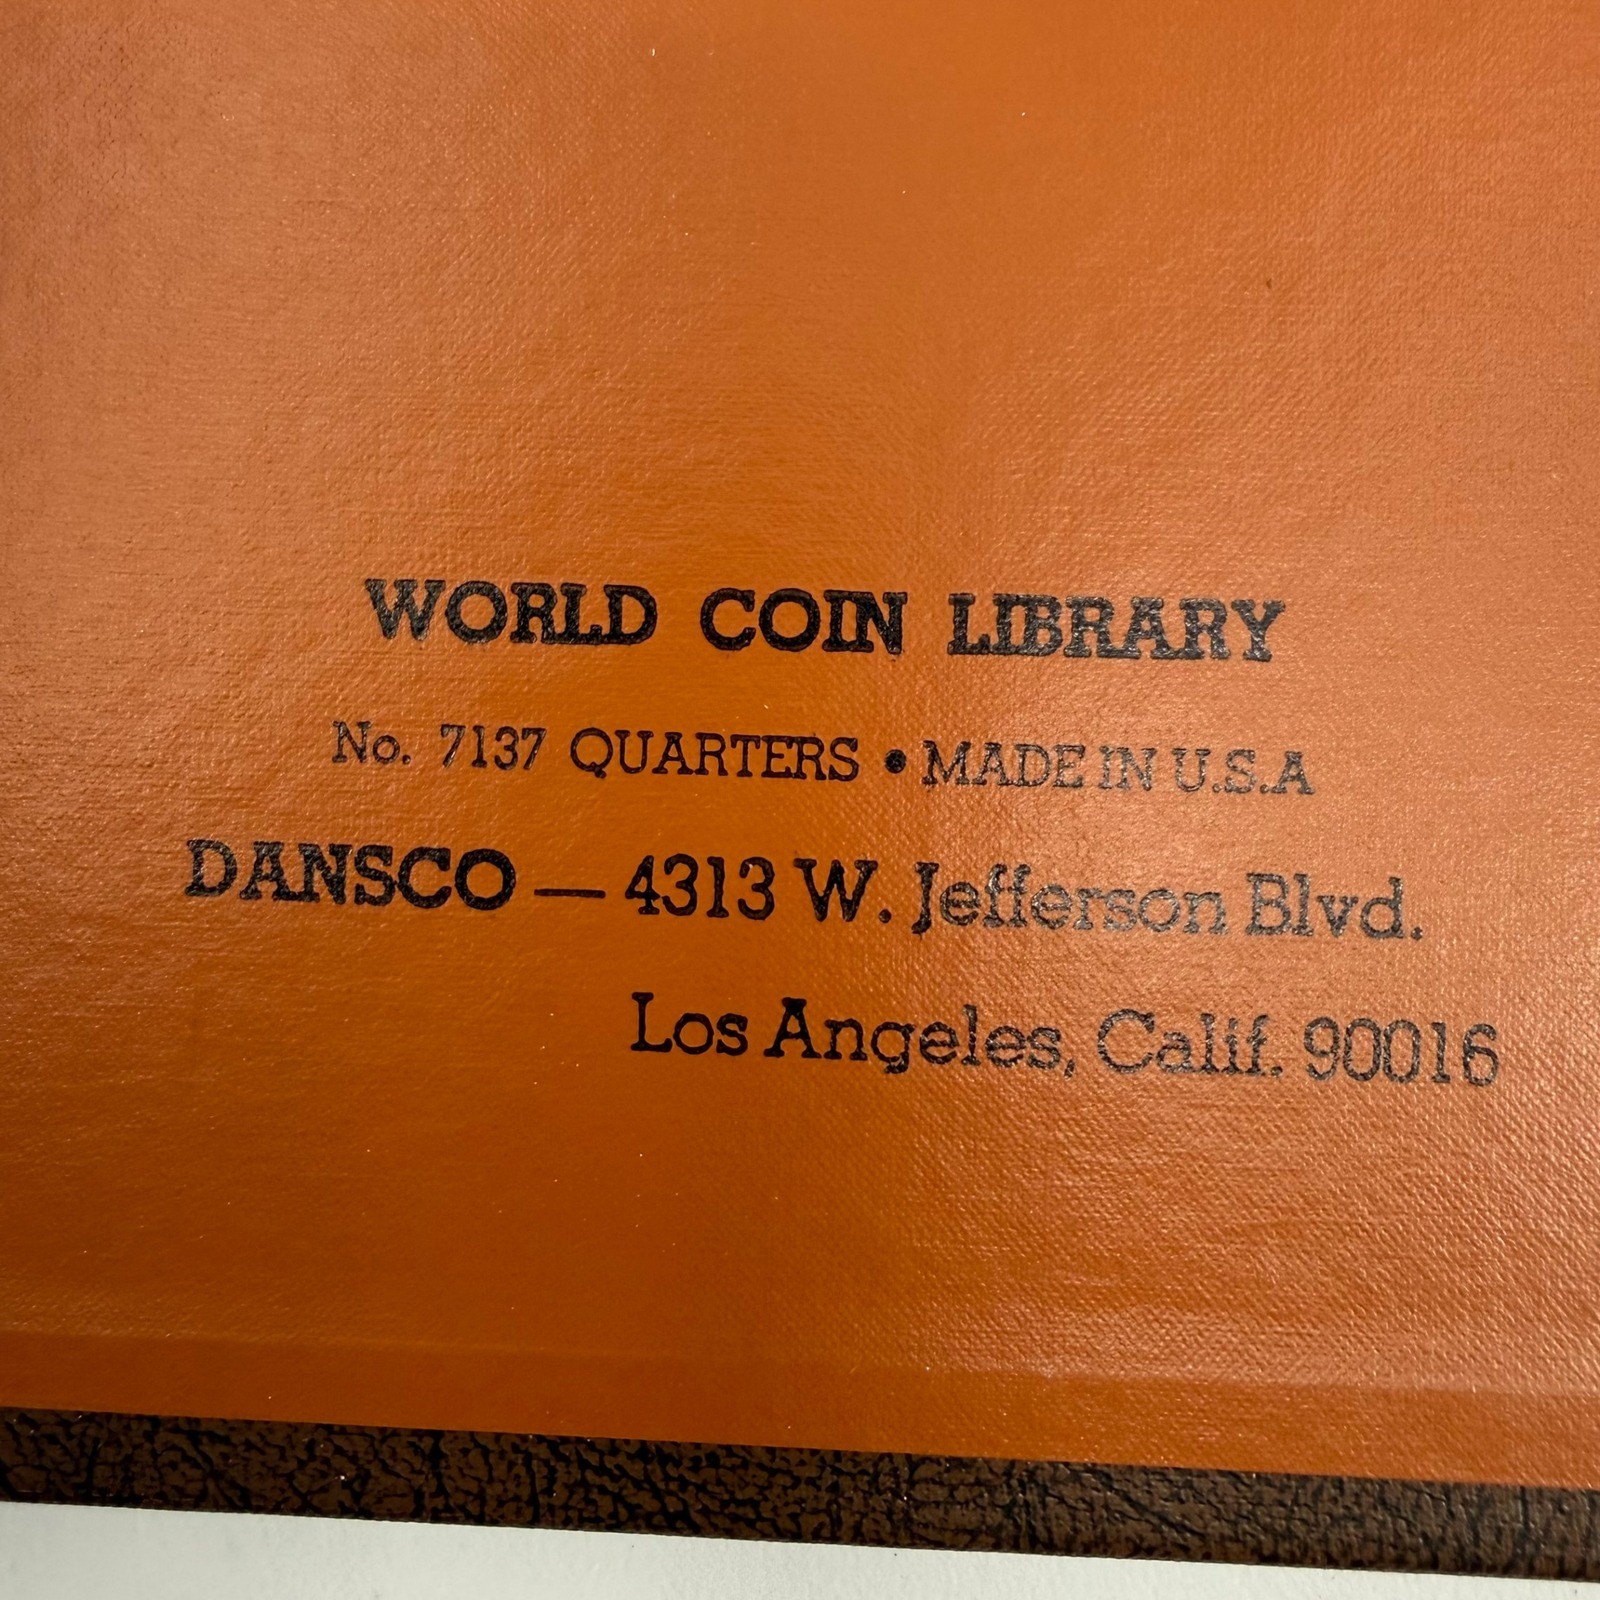 WORLD COIN LIBRARY
No. 7137 QUARTERS • MADE IN U.S.A
DANSCO — 4313 W. Jefferson Blvd.
Los Angeles, Calif. 90016